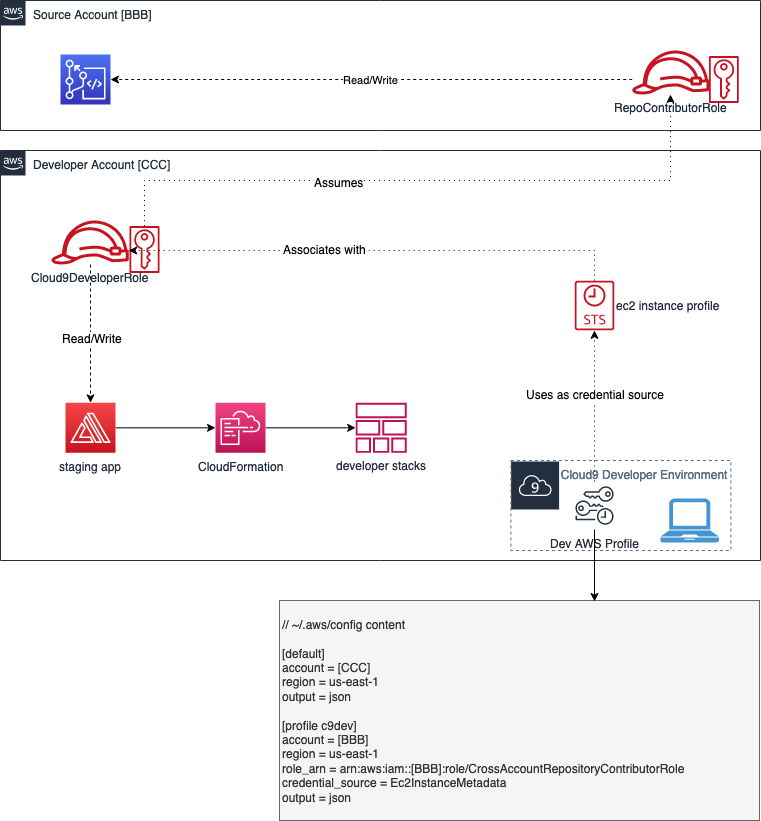 aws
Source Account [BBB]
Read/Write
RepoContributorRole
aws
Developer Account [CCC]
Assumes
Associates with
Cloud9DeveloperRole
STS
ec2 instance profile
Read/Write
Uses as credential source
staging app
CloudFormation
developer stacks
9
Cloud9 Developer Environment
Dev AWS Profile
// ~/.aws/config content
[default]
account = [CCC]
region = us-east-1
output = json
[profile c9dev]
account = [BBB]
region = us-east-1
role_arn = arn:aws:iam::[BBB]:role/CrossAccountRepositoryContributorRole
credential_source = Ec2InstanceMetadata
output = json